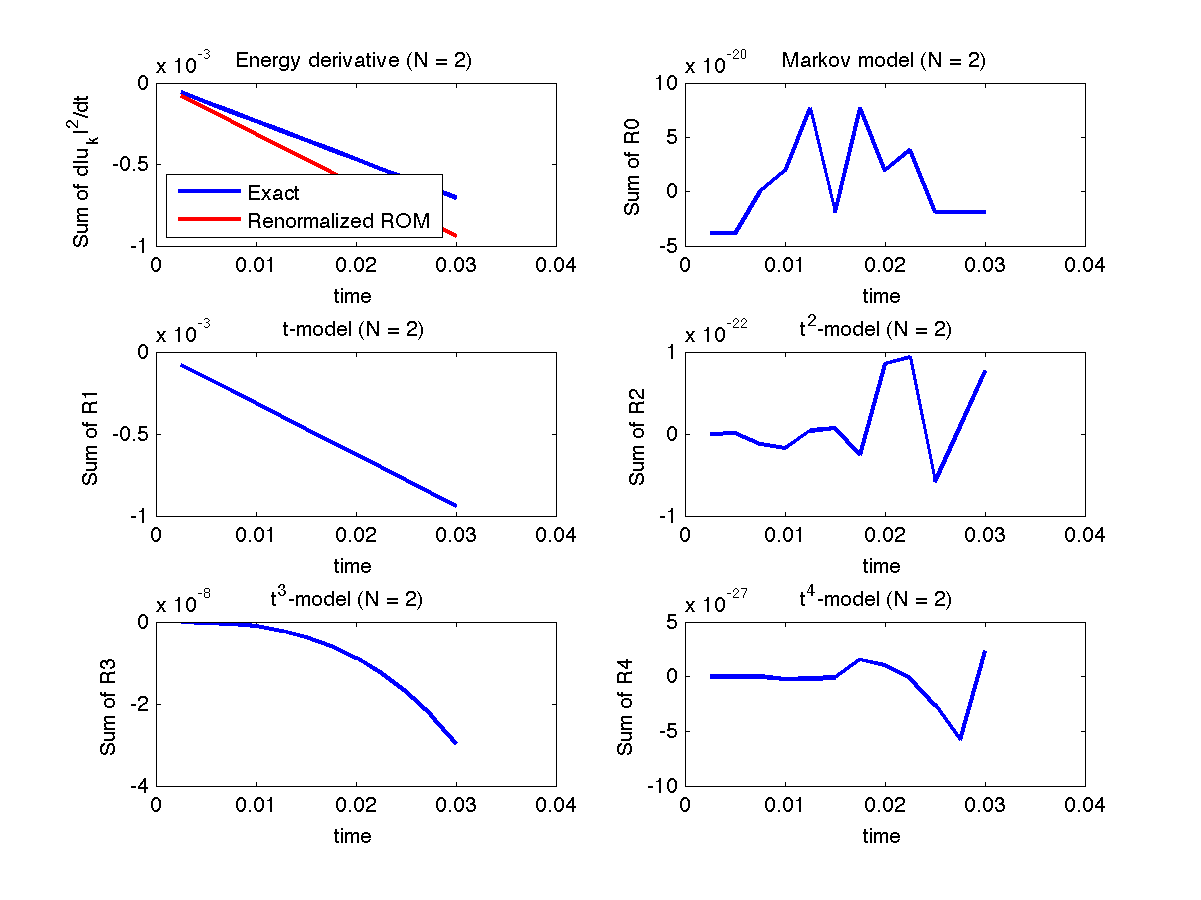 x 10^-3
Energy derivative (N = 2)
Sum of d|u_k|^2/dt
0
-0.5
-1
Exact
Renormalized ROM
0 0.01 0.02 0.03 0.04
time
x 10^-20
Markov model (N = 2)
Sum of R0
10
5
0
-5
0 0.01 0.02 0.03 0.04
time
x 10^-3
t-model (N = 2)
Sum of R1
0
-0.5
-1
0 0.01 0.02 0.03 0.04
time
x 10^-22
t^2-model (N = 2)
Sum of R2
1
0
-1
0 0.01 0.02 0.03 0.04
time
x 10^-8
t^3-model (N = 2)
Sum of R3
0
-2
-4
0 0.01 0.02 0.03 0.04
time
x 10^-27
t^4-model (N = 2)
Sum of R4
5
0
-5
-10
0 0.01 0.02 0.03 0.04
time